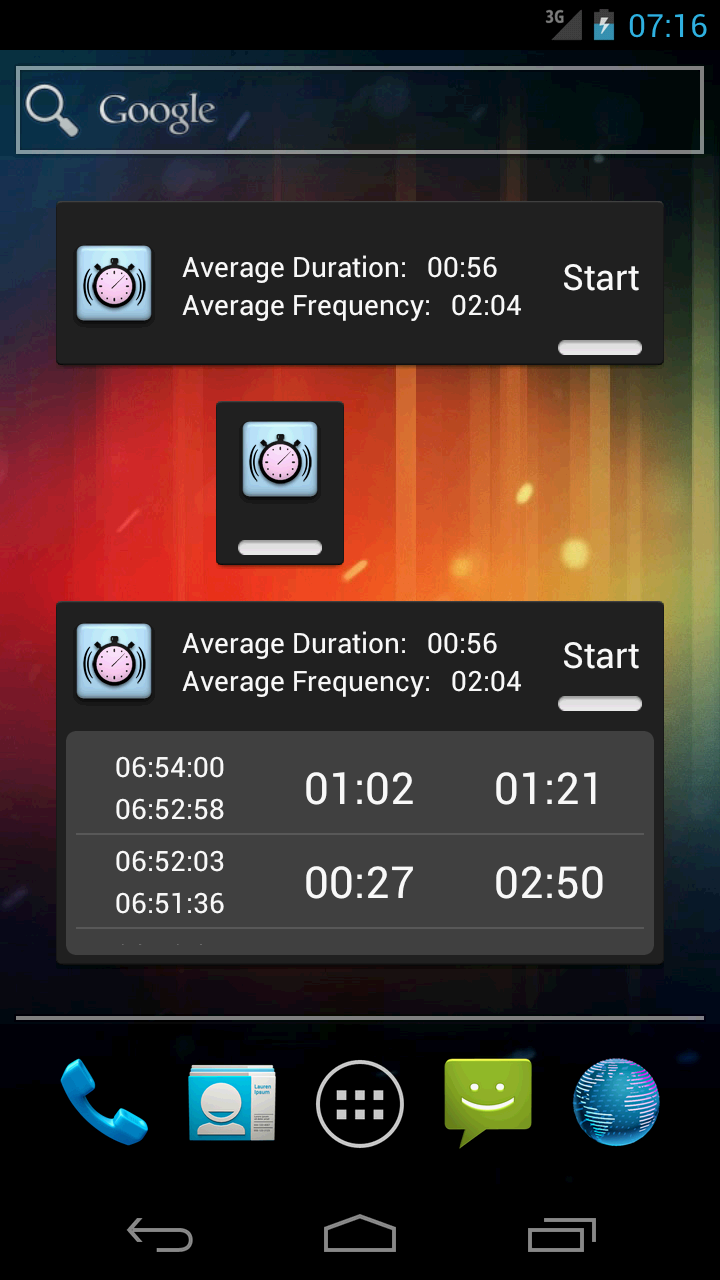 3G 07:16
Google
Average Duration: 00:56
Average Frequency: 02:04
Start
Average Duration: 00:56
Average Frequency: 02:04
Start
06:54:00
06:52:58
01:02
01:21
06:52:03
06:51:36
00:27
02:50
Lauren
Ipsum